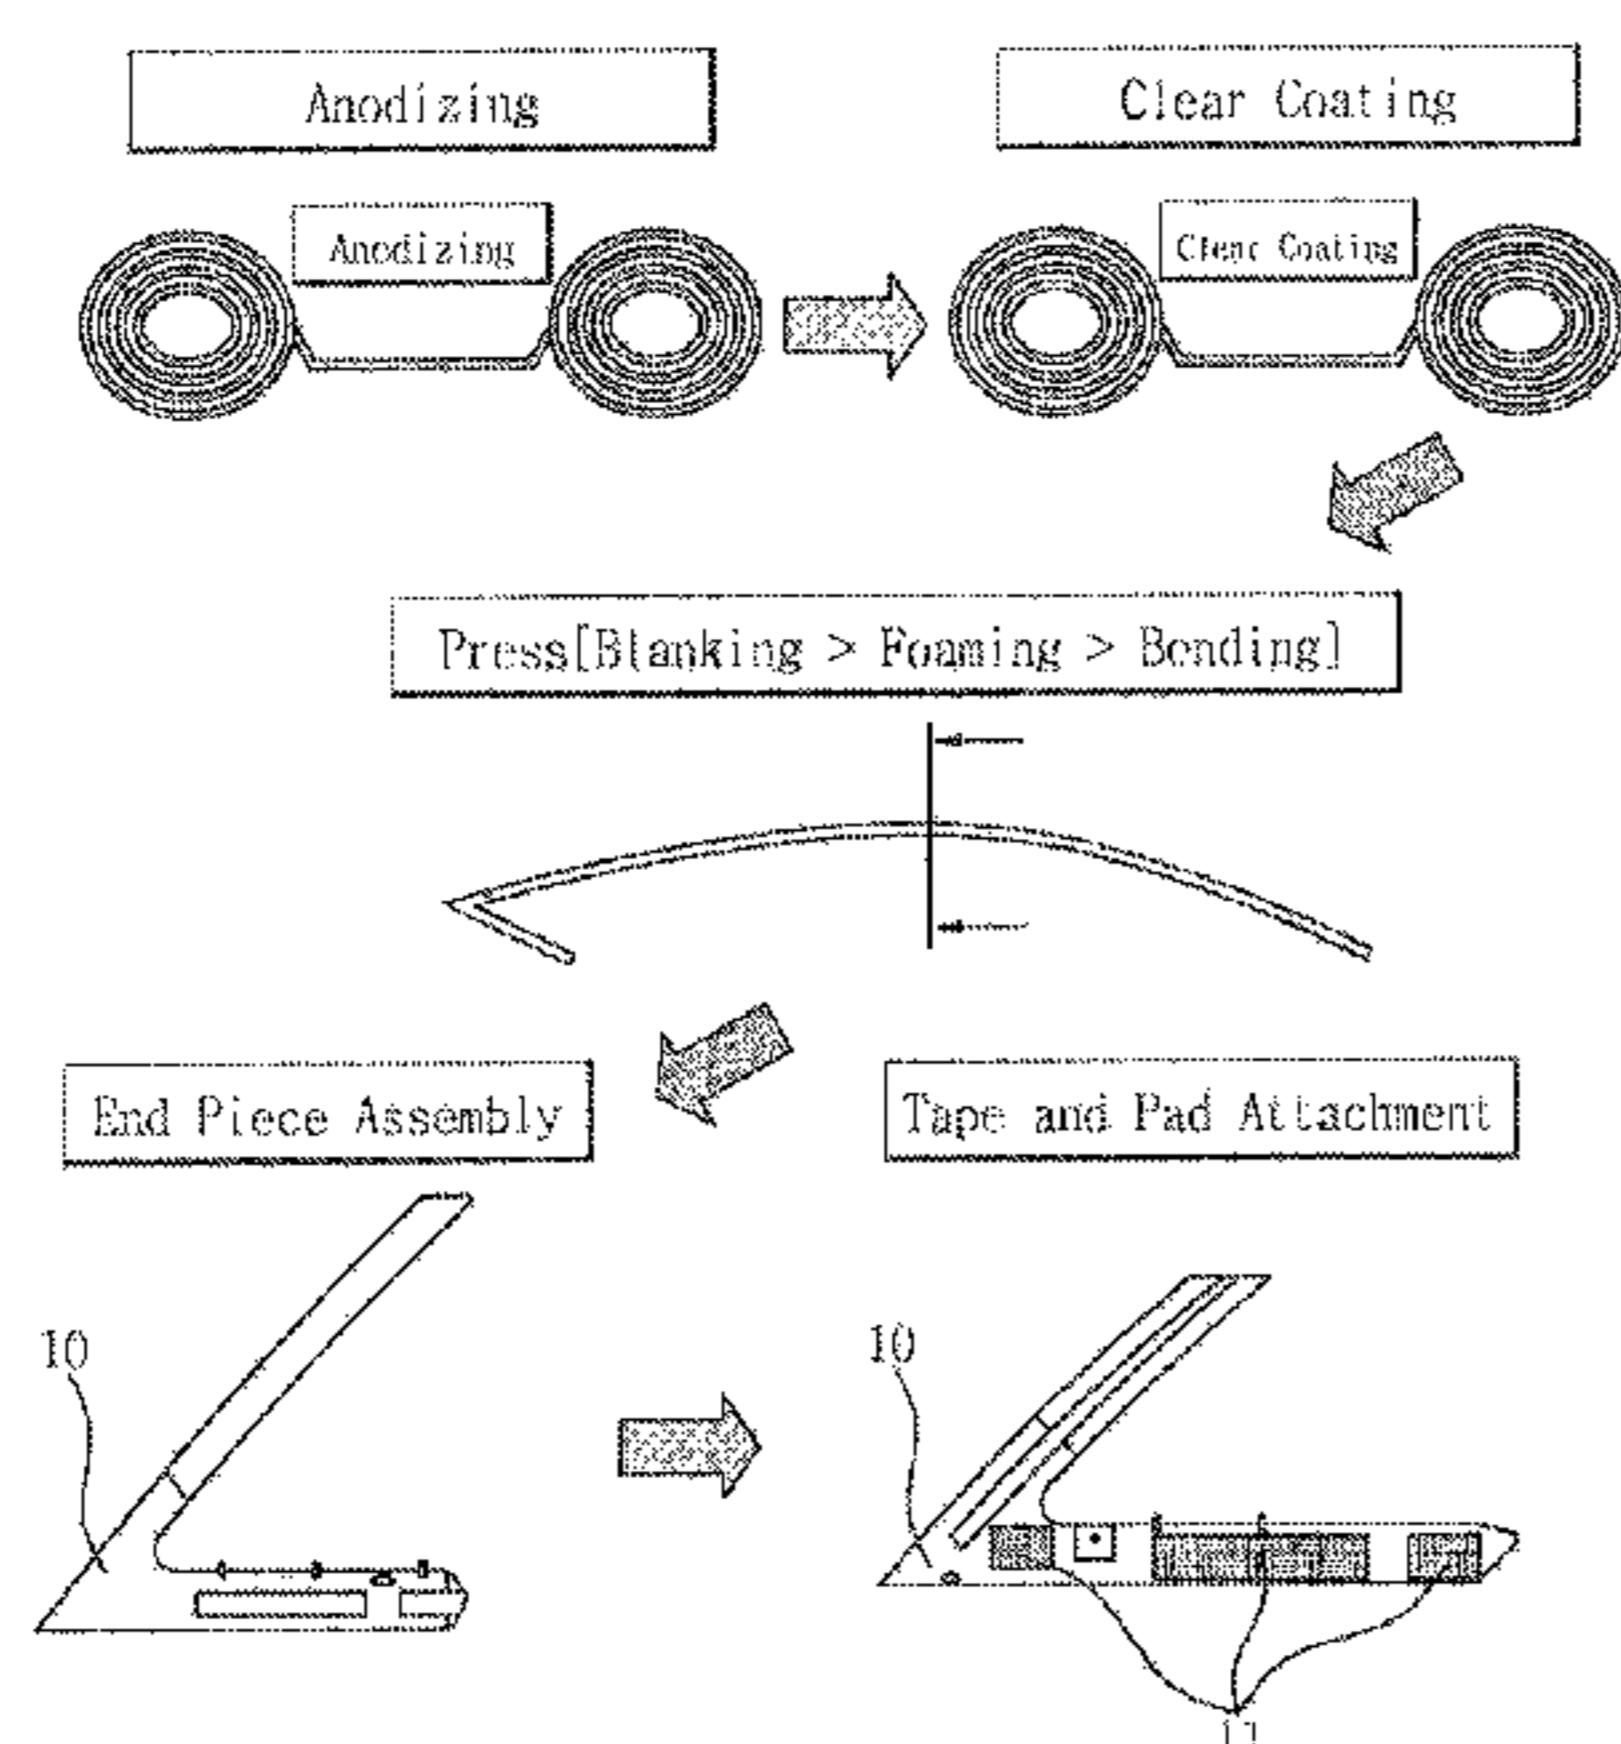 Anodizing
Clear Coating
Anodizing
Clear Coating
Press[Blanking > Foaming > Bending]
End Piece Assembly
Tape and Pad Attachment
10
10